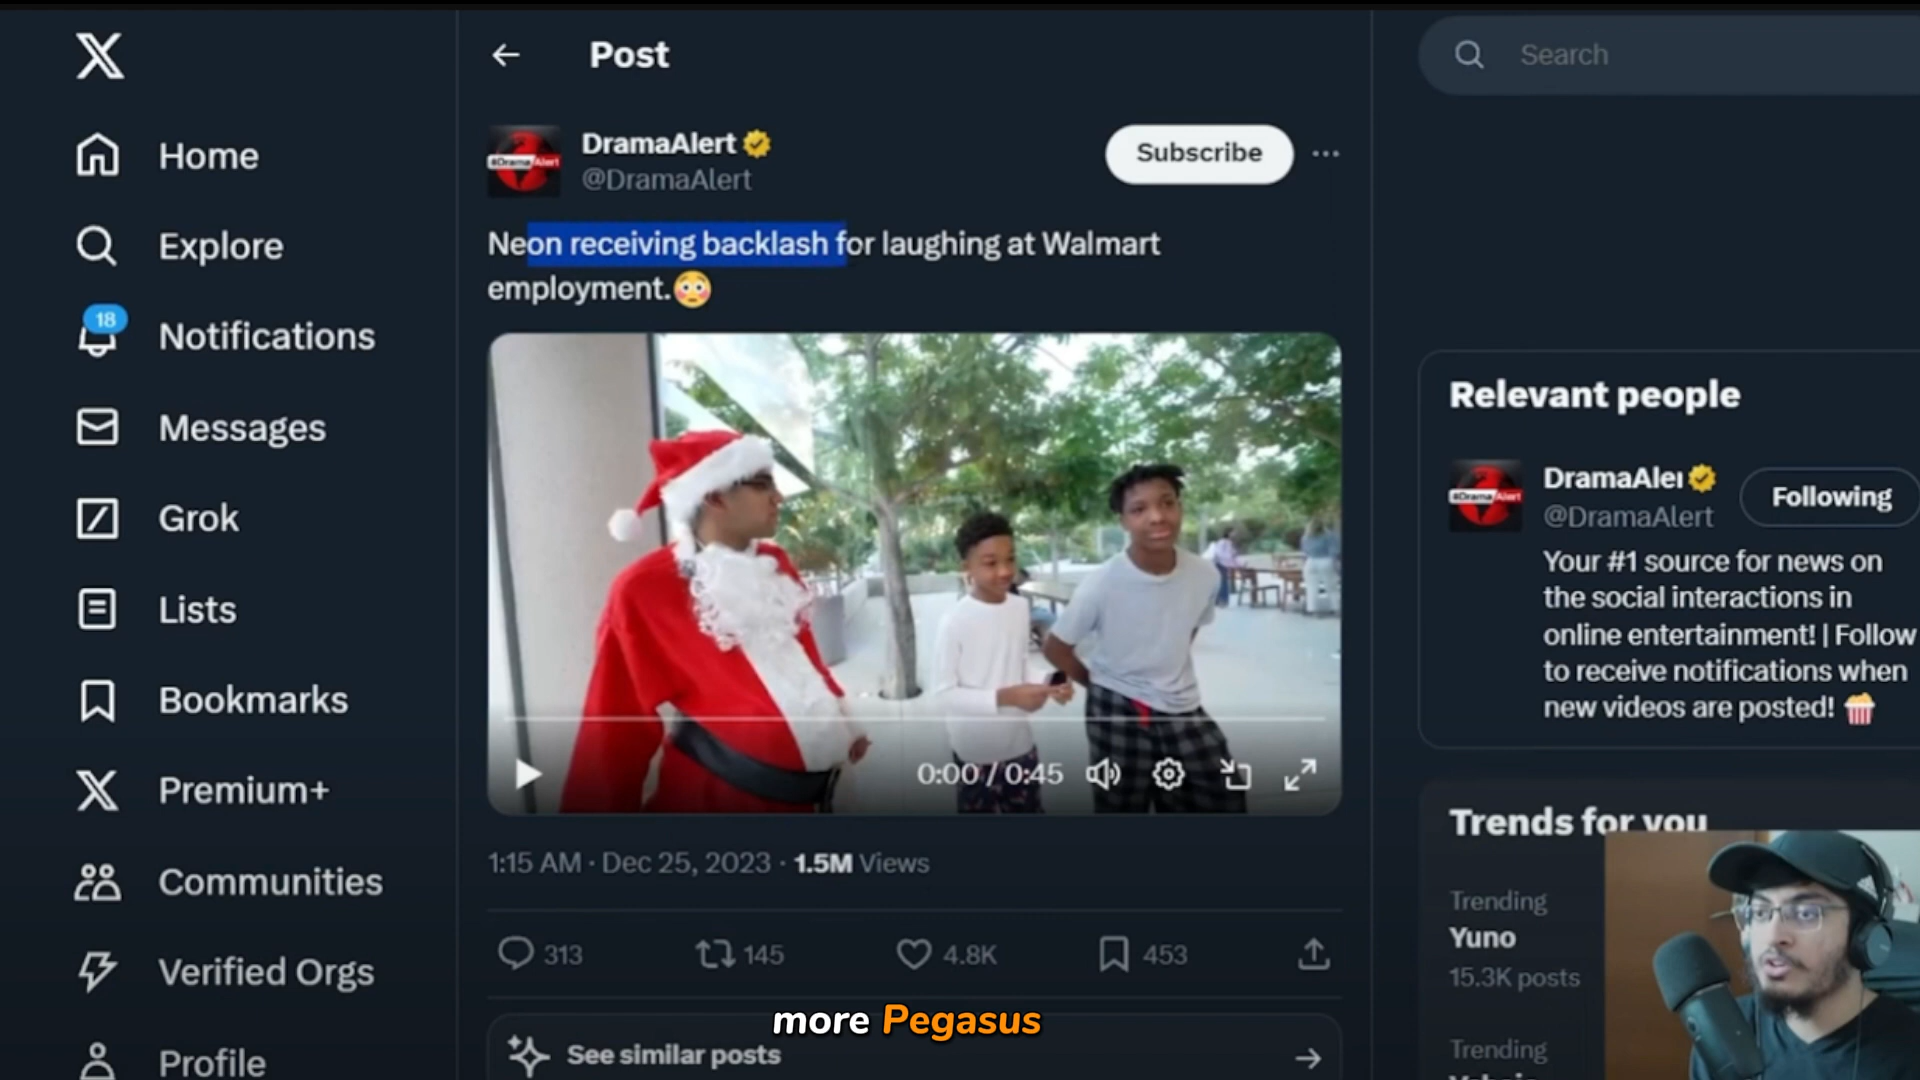 Post
Search
Home
Explore
18
Notifications
Messages
Grok
Lists
Bookmarks
Premium+
Communities
Verified Orgs
Profile
#DramaAlert
DramaAlert
@DramaAlert
Subscribe
Neon receiving backlash for laughing at Walmart
employment.
0:00 / 0:45
1:15 AM · Dec 25, 2023 · 1.5M Views
313
145
4.8K
453
more Pegasus
See similar posts
Relevant people
#DramaAlert
DramaAler
@DramaAlert
Following
Your #1 source for news on
the social interactions in
online entertainment! | Follow
to receive notifications when
new videos are posted!
Trends for you
Trending
Yuno
15.3K posts
Trending